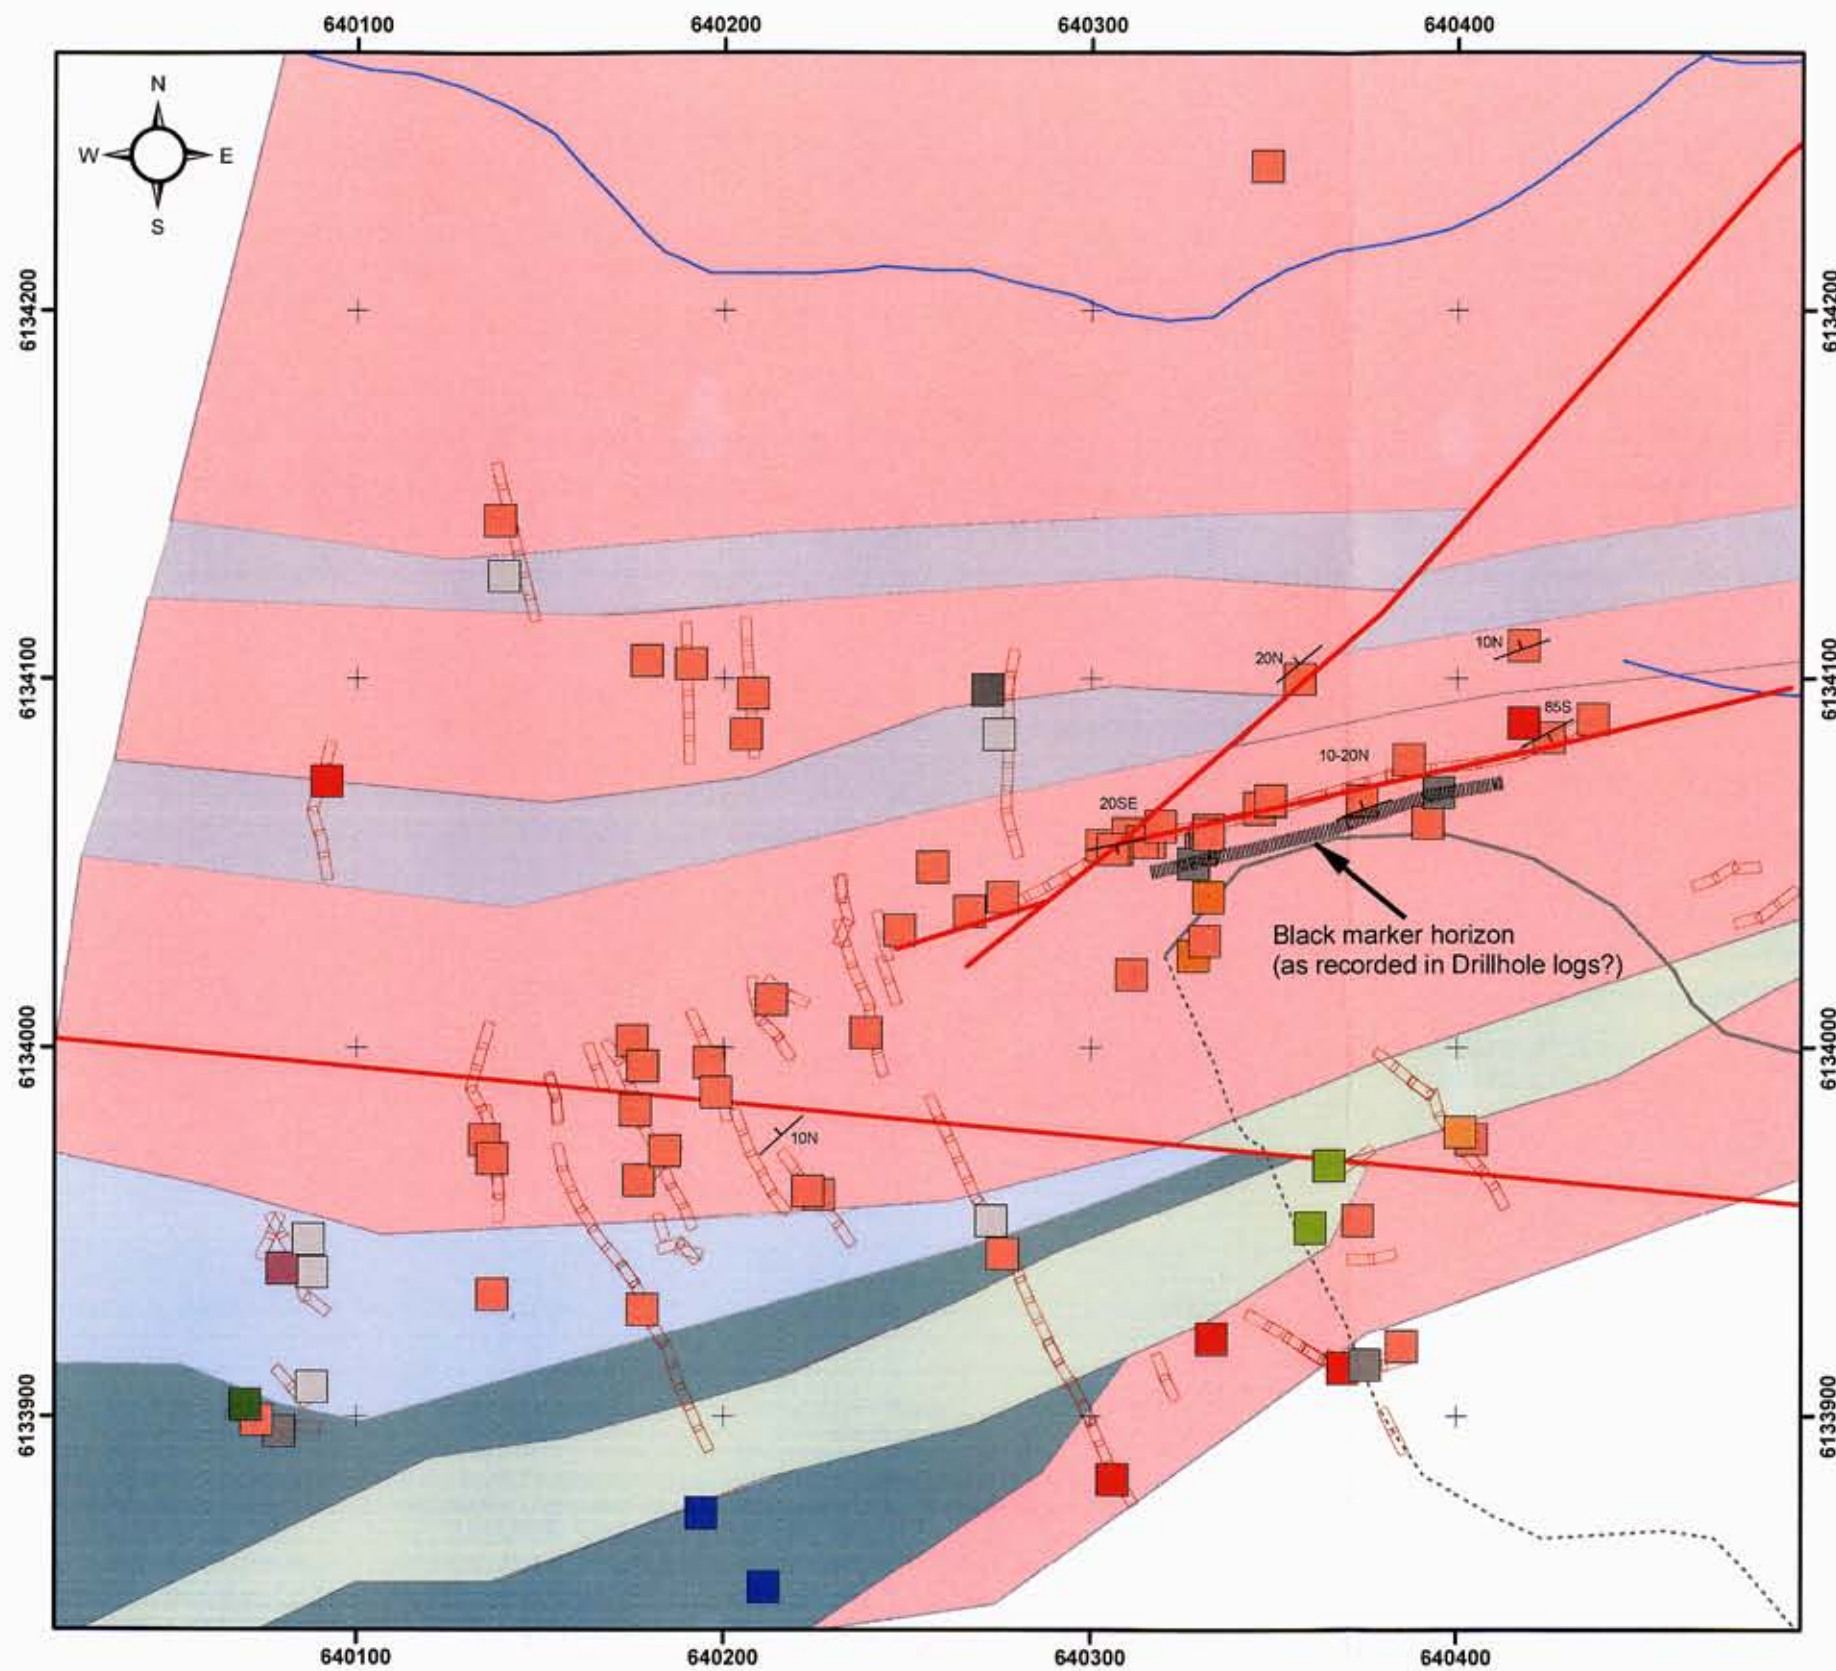 640100 640200 640300 640400
N
W E
S
6134200 6134200
6134100 6134100
20N
10N
85S
10-20N
20SE
Black marker horizon
(as recorded in Drillhole logs?)
6134000 6134000
10N
6133900 6133900
640100 640200 640300 640400